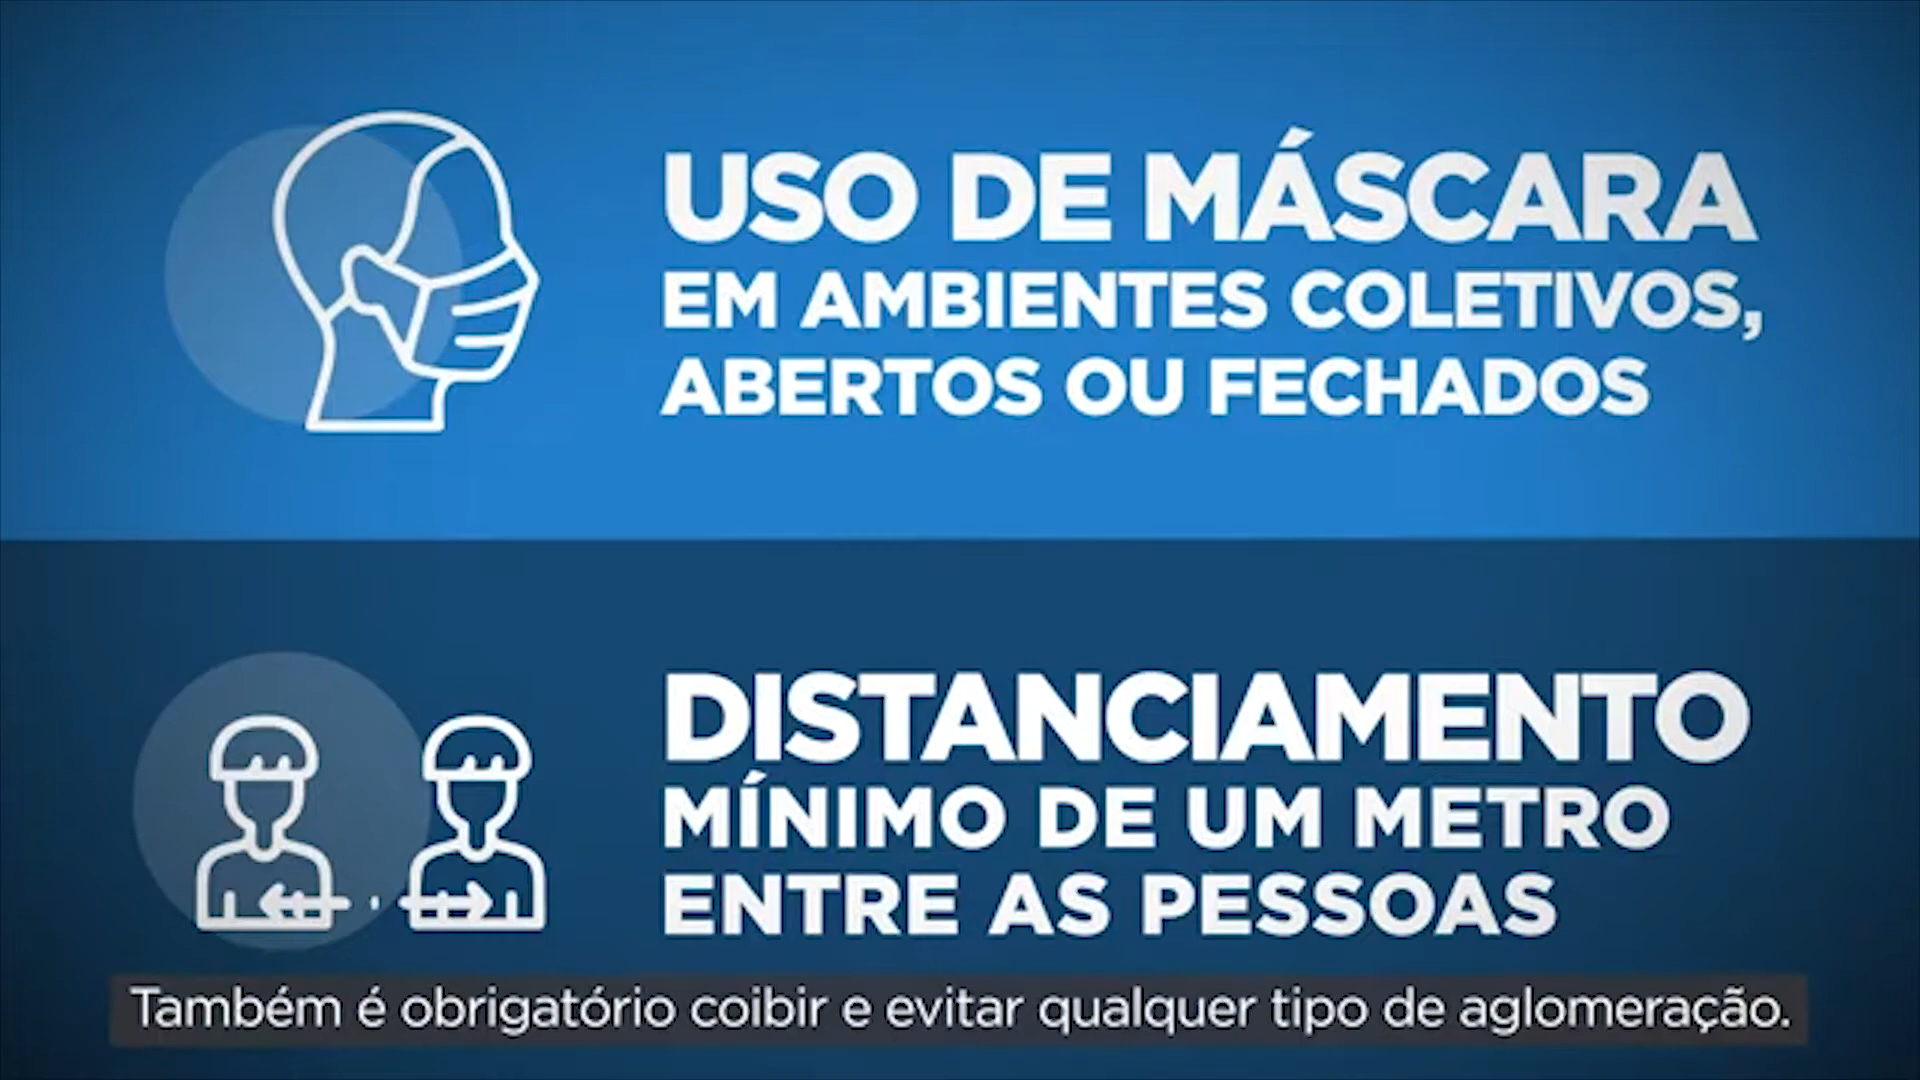 USO DE MÁSCARA
EM AMBIENTES COLETIVOS,
ABERTOS OU FECHADOS
DISTANCIAMENTO
MÍNIMO DE UM METRO
ENTRE AS PESSOAS
Também é obrigatório coibir e evitar qualquer tipo de aglomeração.